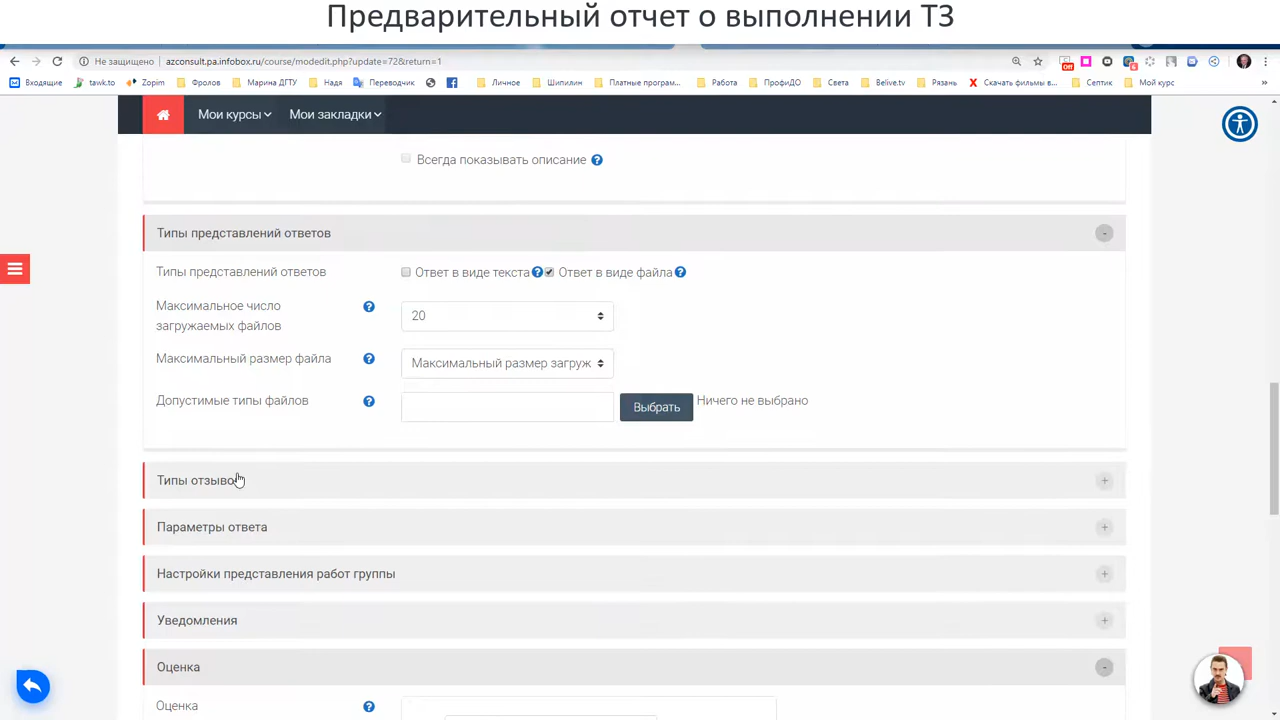 Предварительный отчет о выполнении ТЗ
Не защищено azconsult.pa.infobox.ru/course/modedit.php?update=72&return=1
Входящие tawk.to Zopim Фролов Марина ДГТУ Надя Переводчик Личное Шипилин Платные програм... Работа ПрофиДО Света Belive.tv Рязань Скачать фильмы в... Септик Мой курс »
Мои курсы Мои закладки
Всегда показывать описание
Типы представлений ответов
Типы представлений ответов Ответ в виде текста Ответ в виде файла
Максимальное число
загружаемых файлов
20
Максимальный размер файла Максимальный размер загруж
Допустимые типы файлов Выбрать Ничего не выбрано
Типы отзыво
Параметры ответа
Настройки представления работ группы
Уведомления
Оценка
Оценка